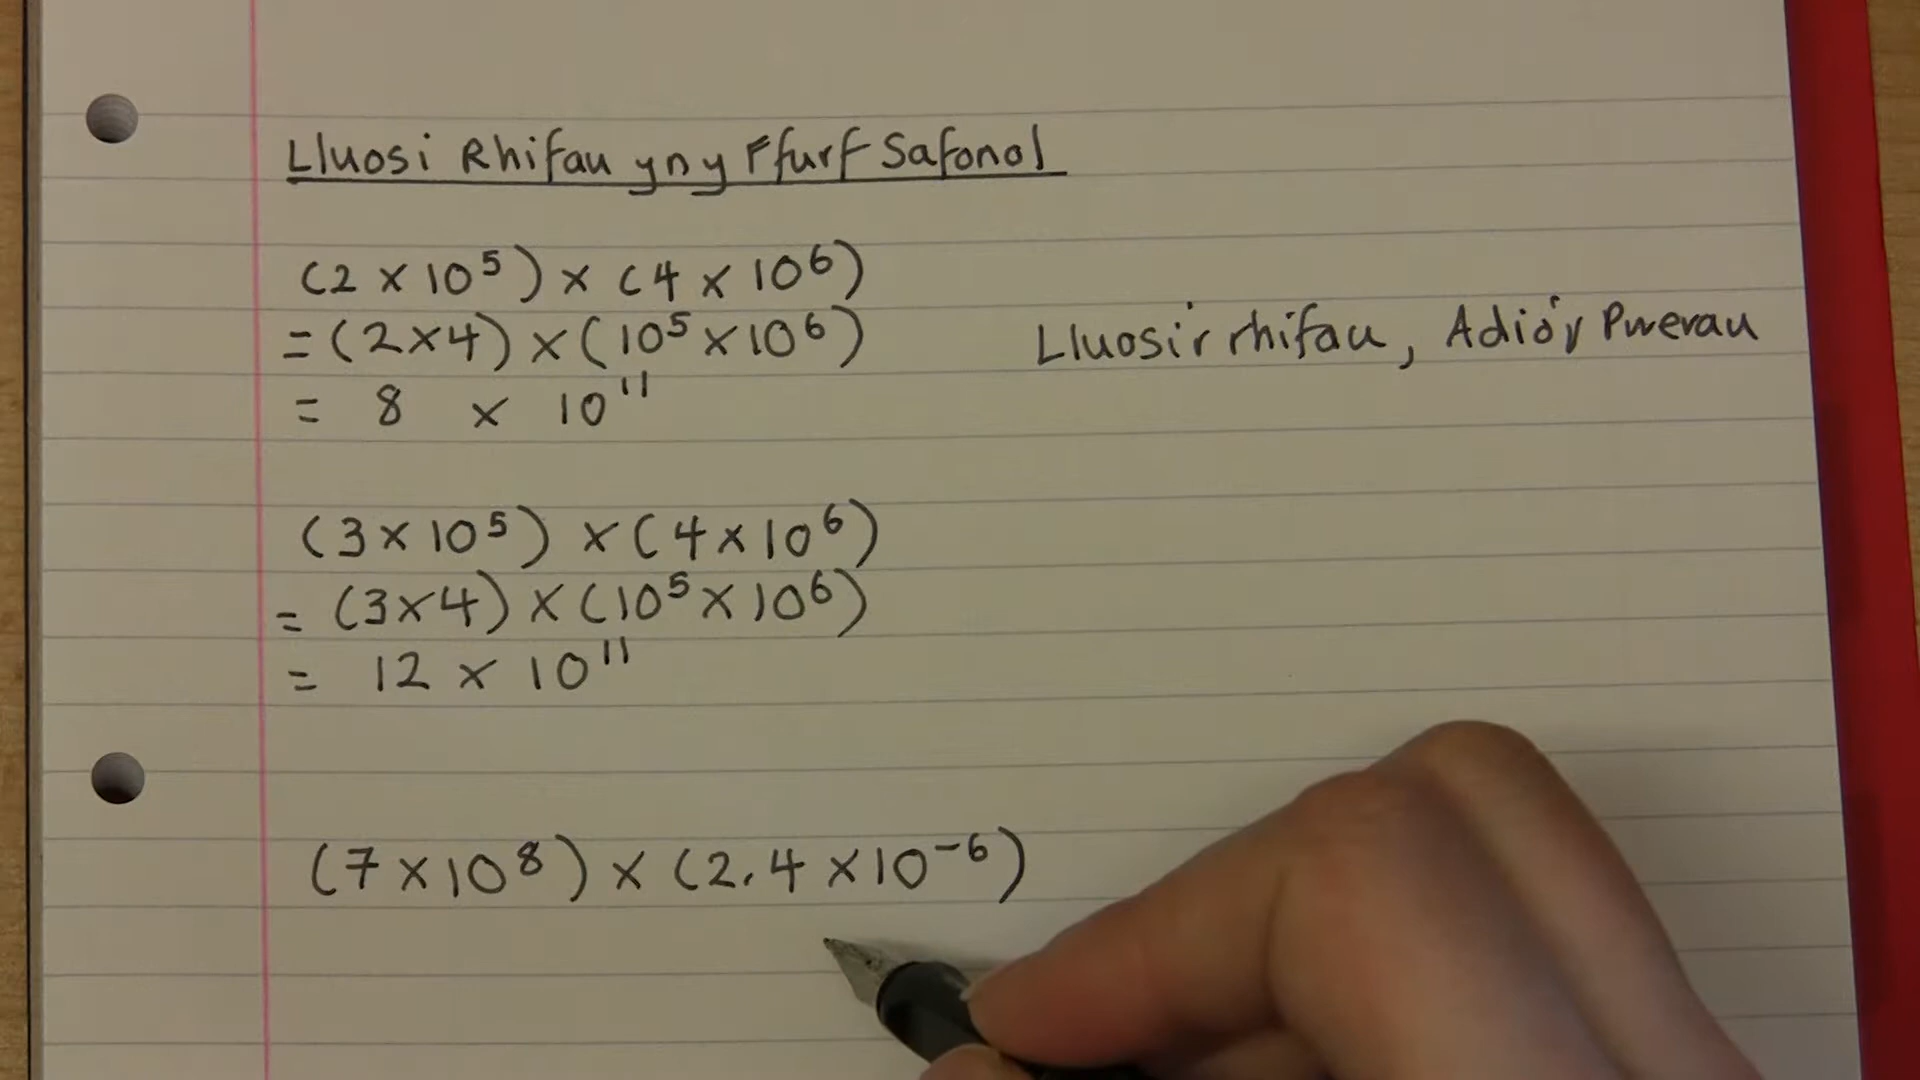 Lluosi Rhifau yn y Ffurf Safonol
(2 × 10⁵) × (4 × 10⁶)
= (2×4) × (10⁵ × 10⁶)
Lluosi'r rhifau, Adio'r Pwerau
= 8 × 10¹¹
(3 × 10⁵) × (4 × 10⁶)
= (3×4) × (10⁵ × 10⁶)
= 12 × 10¹¹
(7 × 10⁸) × (2.4 × 10⁻⁶)